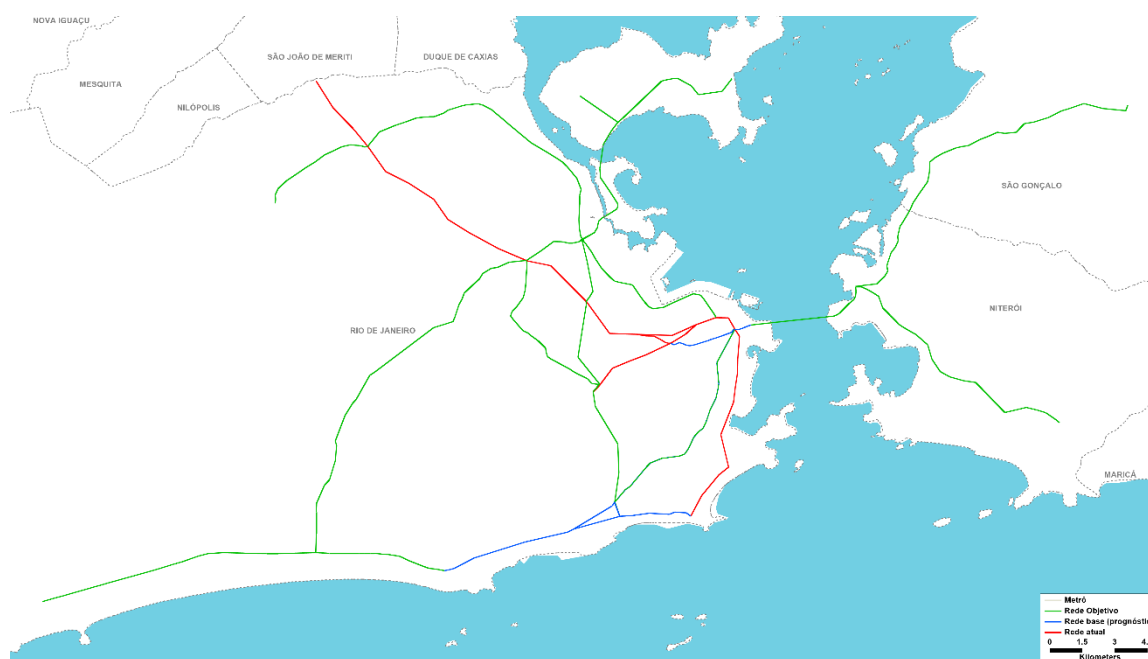 NOVA IGUAÇU
SÃO JOÃO DE MERITI
DUQUE DE CAXIAS
MESQUITA
NILÓPOLIS
SÃO GONÇALO
NITERÓI
RIO DE JANEIRO
MARICÁ
Metrô
Rede Objetivo
Rede base (prognóstic
Rede atual
0 1.5 3 4.
Kilometers